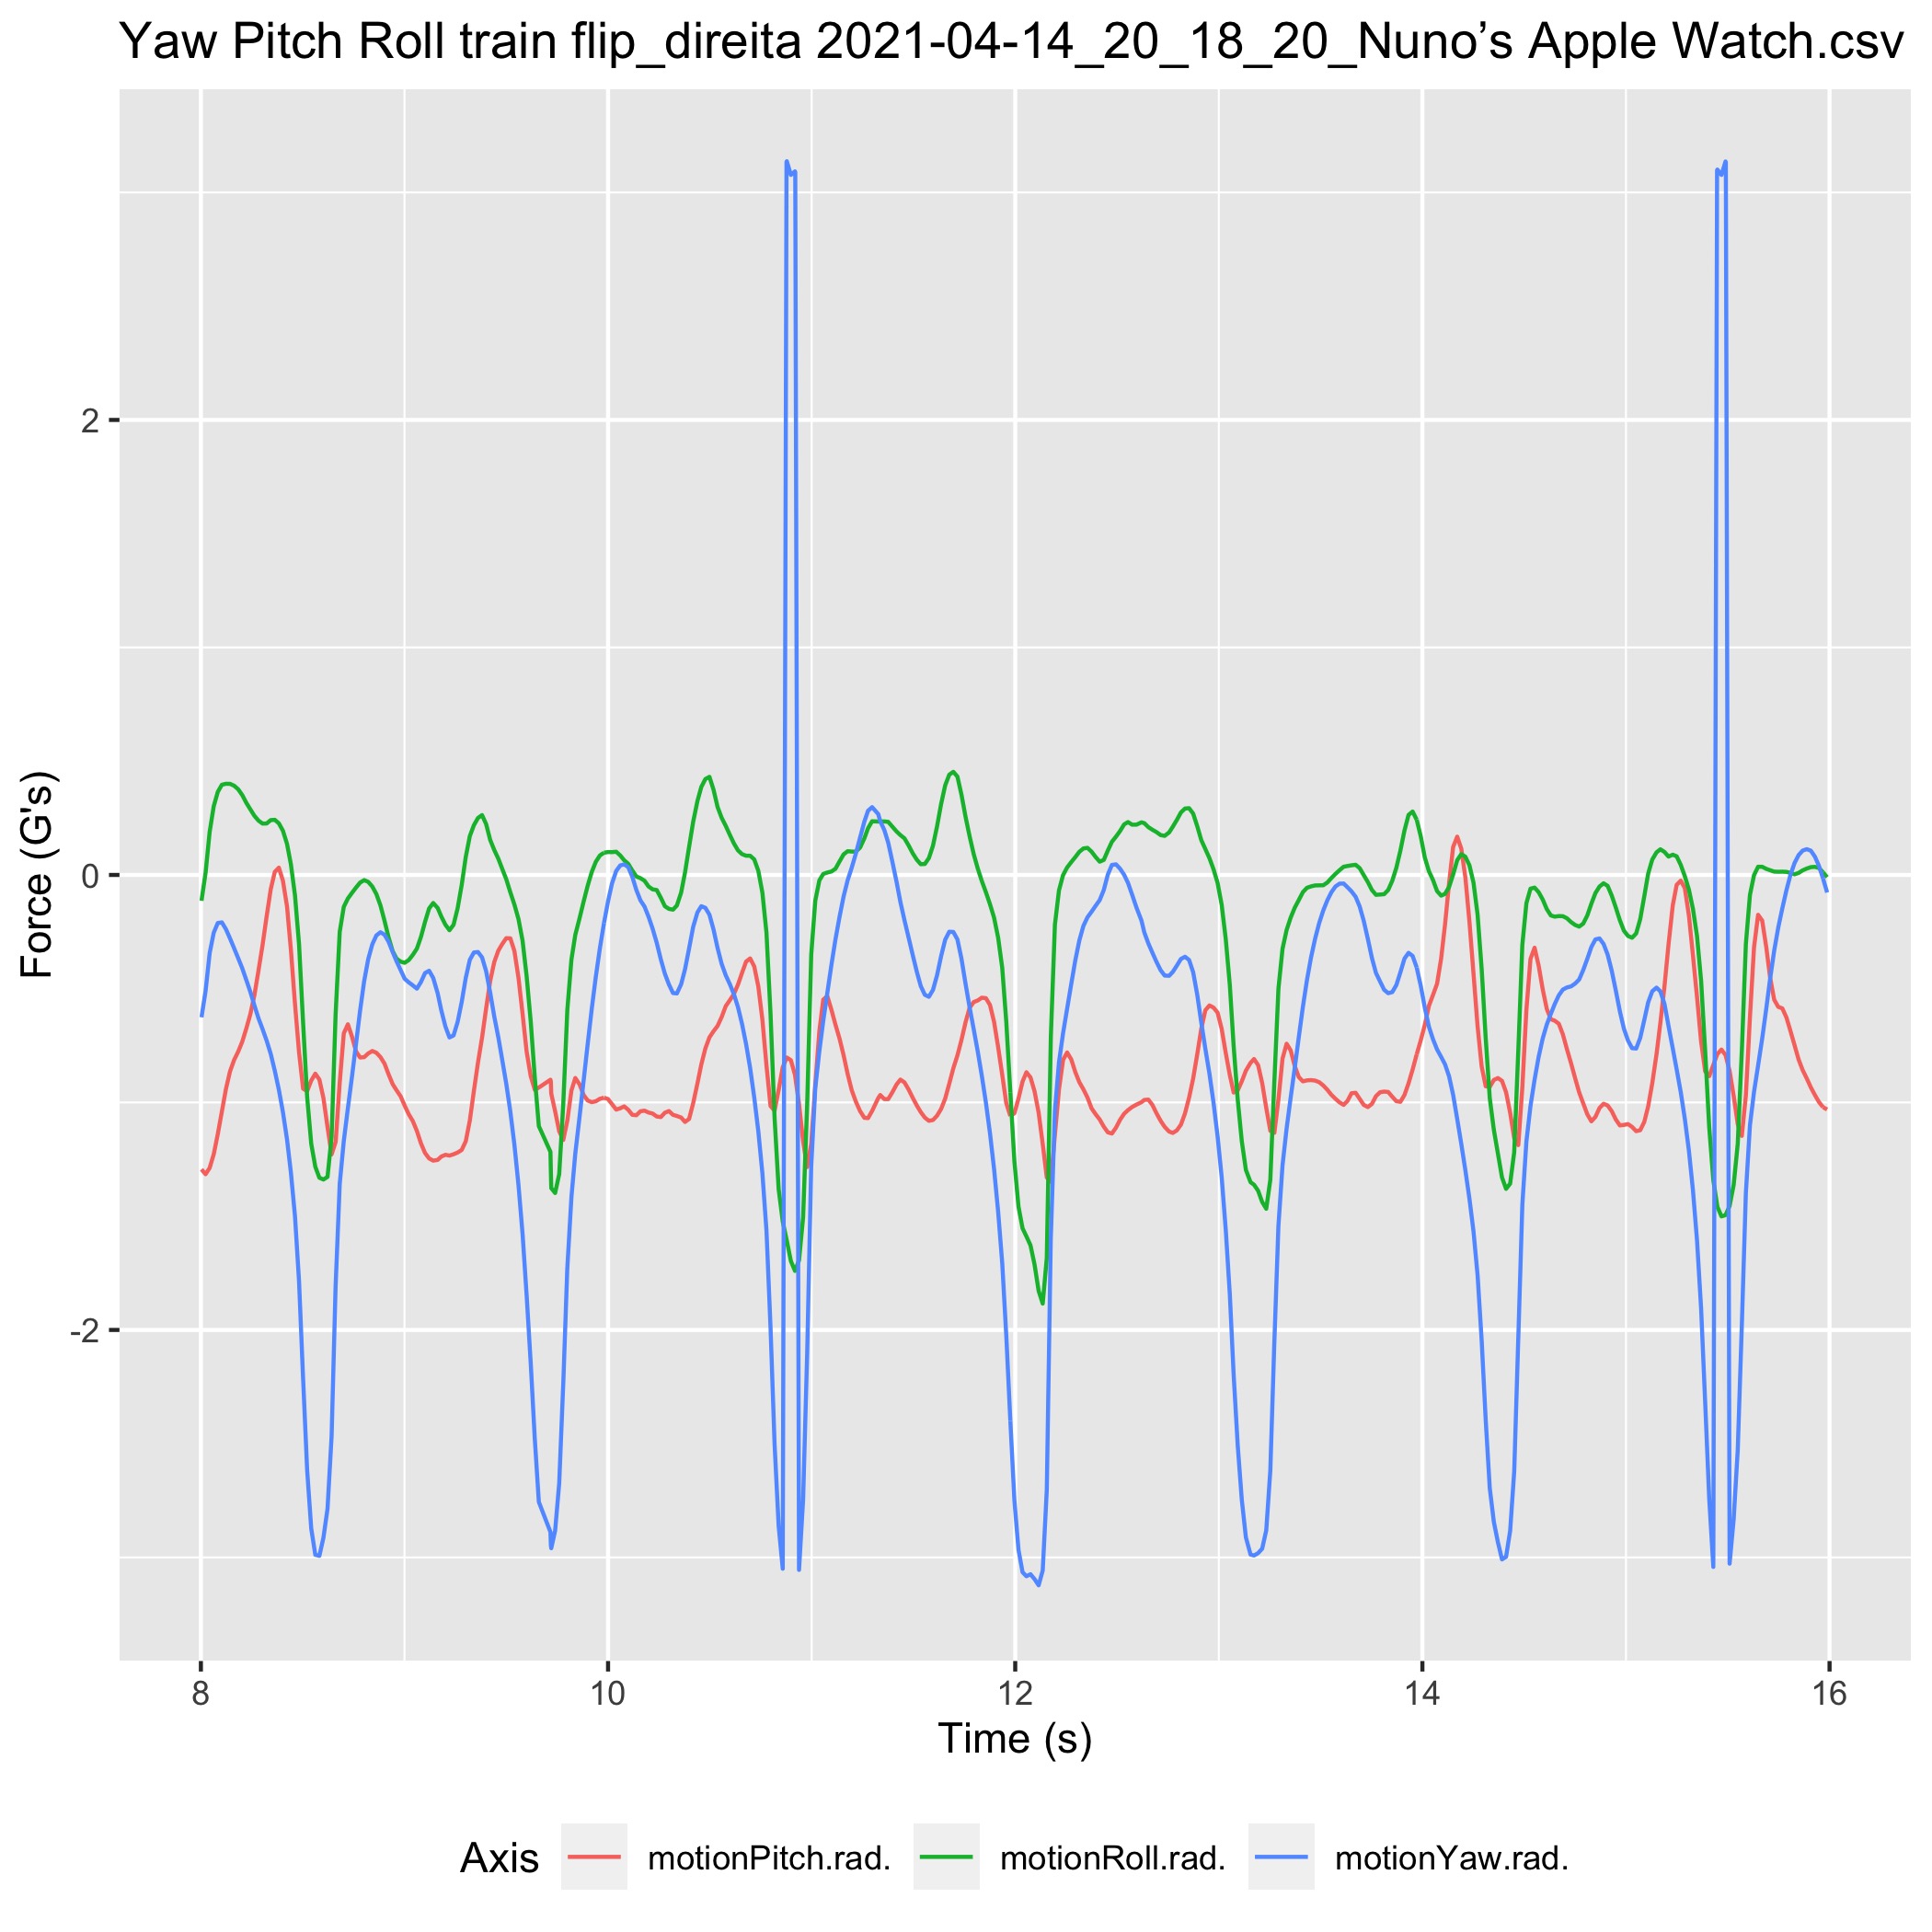 Yaw Pitch Roll train flip_direita 2021-04-14_20_18_20_Nuno’s Apple Watch.csv
Force (G's)
2
0
-2
8 10 12 14 16
Time (s)
Axis motionPitch.rad. motionRoll.rad. motionYaw.rad.